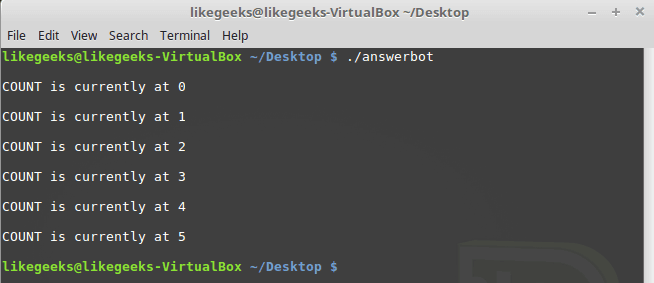 likegeeks@likegeeks-VirtualBox ~/Desktop
File Edit View Search Terminal Help
likegeeks@likegeeks-VirtualBox ~/Desktop $ ./answerbot
COUNT is currently at 0
COUNT is currently at 1
COUNT is currently at 2
COUNT is currently at 3
COUNT is currently at 4
COUNT is currently at 5
likegeeks@likegeeks-VirtualBox ~/Desktop $